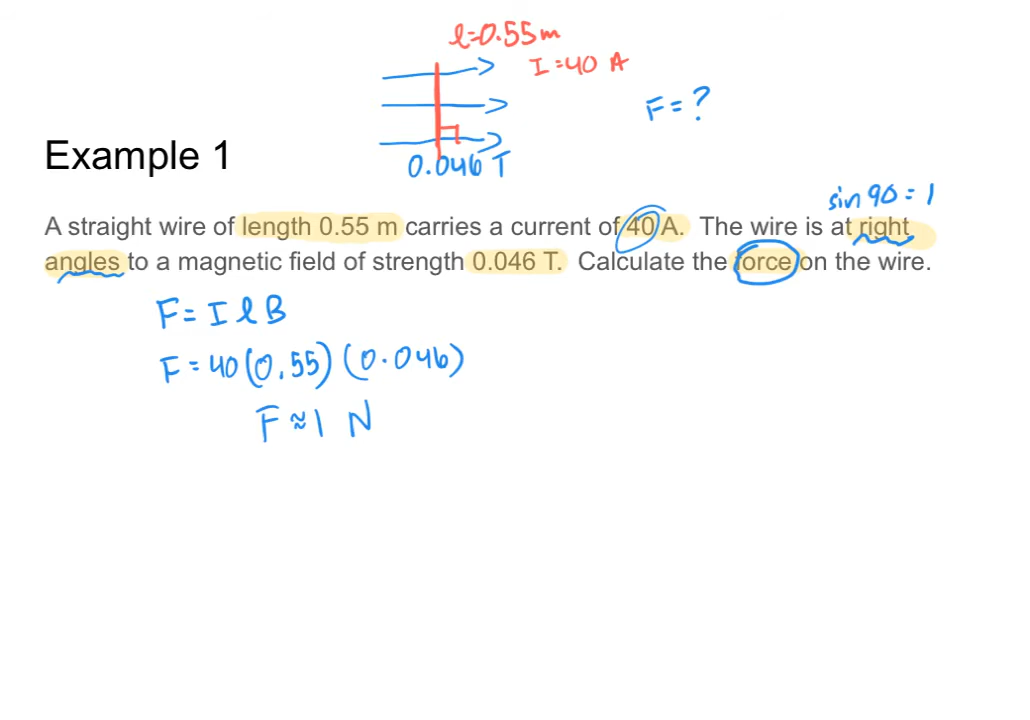 l=0.55m
I=40 A
F=?
Example 1
0.046 T
sin 90=1
A straight wire of length 0.55 m carries a current of 40 A. The wire is at right
angles to a magnetic field of strength 0.046 T. Calculate the force on the wire.
F=IlB
F=40(0.55)(0.046)
F≈1 N